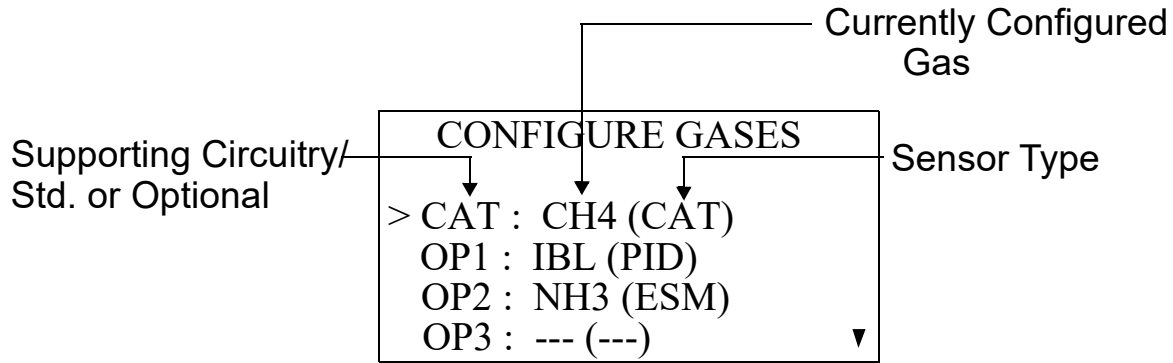 Currently Configured
Gas
Supporting Circuitry/
Std. or Optional
CONFIGURE GASES
Sensor Type
> CAT : CH4 (CAT)
OP1 : IBL (PID)
OP2 : NH3 (ESM)
OP3 : --- (---) ▼